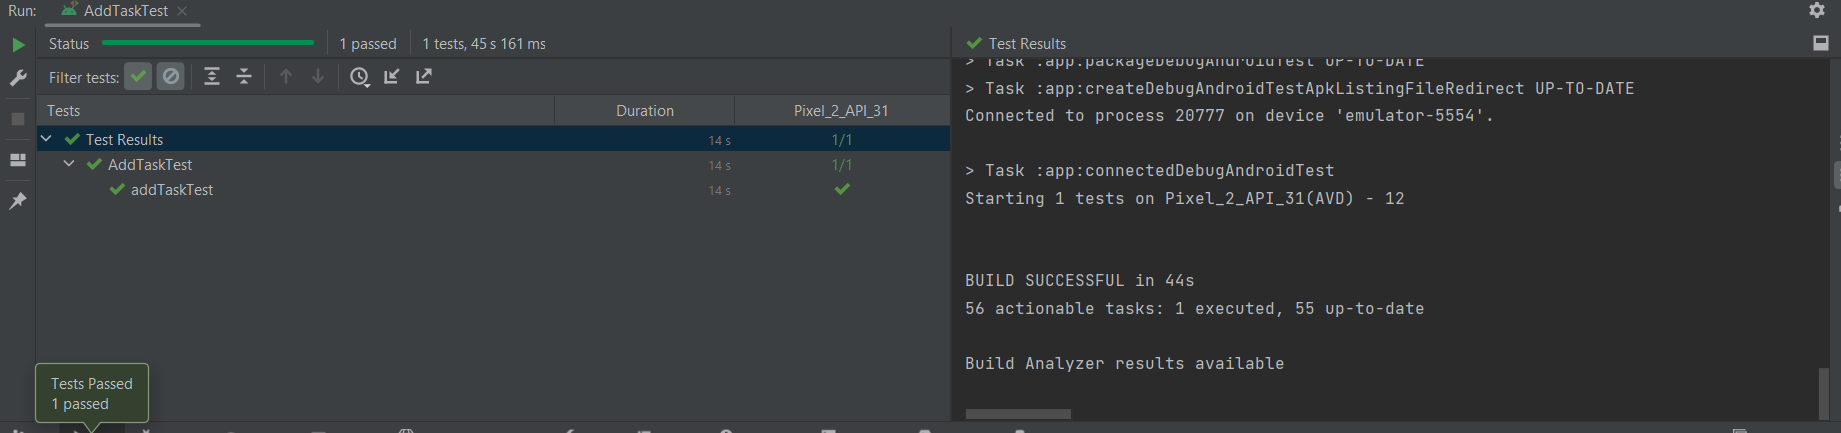 Run: AddTaskTest
Status 1 passed 1 tests, 45 s 161 ms
Filter tests:
Tests Duration Pixel_2_API_31
Test Results 14 s 1/1
AddTaskTest 14 s 1/1
addTaskTest 14 s
Tests Passed
1 passed
Test Results
> Task :app:packageDebugAndroidTest UP-TO-DATE
> Task :app:createDebugAndroidTestApkListingFileRedirect UP-TO-DATE
Connected to process 20777 on device 'emulator-5554'.
> Task :app:connectedDebugAndroidTest
Starting 1 tests on Pixel_2_API_31(AVD) - 12
BUILD SUCCESSFUL in 44s
56 actionable tasks: 1 executed, 55 up-to-date
Build Analyzer results available